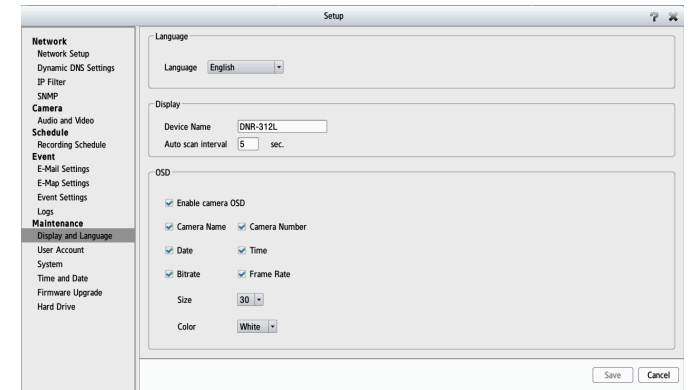 Setup
?
Network
Network Setup
Dynamic DNS Settings
IP Filter
SNMP
Camera
Audio and Video
Schedule
Recording Schedule
Event
E-Mail Settings
E-Map Settings
Event Settings
Logs
Maintenance
Display and Language
User Account
System
Time and Date
Firmware Upgrade
Hard Drive
Language
Language English
Display
Device Name DNR-312L
Auto scan interval 5 sec.
OSD
Enable camera OSD
Camera Name Camera Number
Date Time
Bitrate Frame Rate
Size 30
Color White
Save Cancel